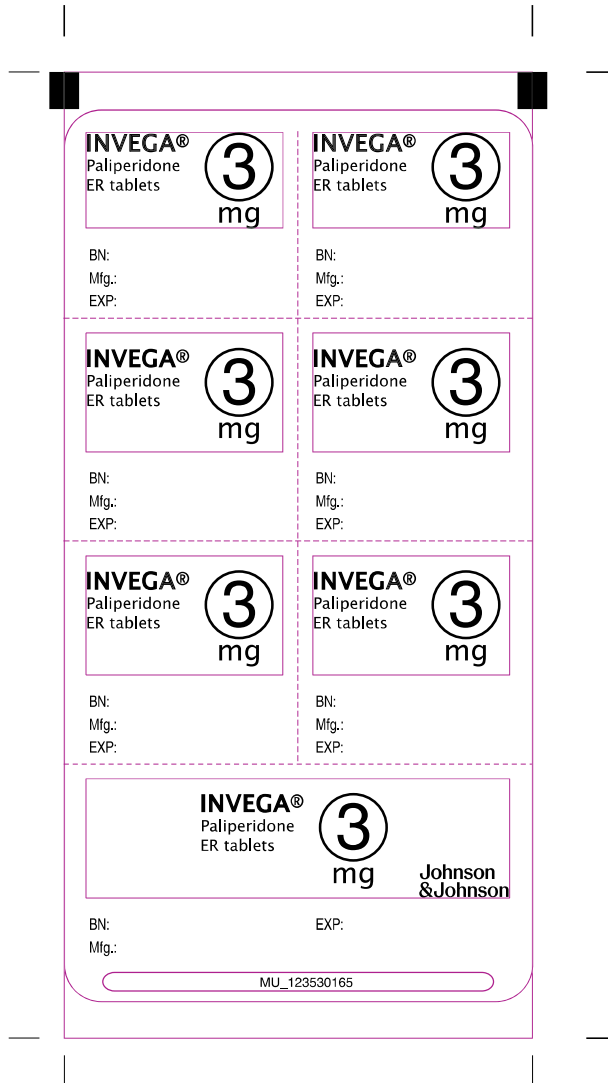 INVEGA®
Paliperidone
ER tablets
3
mg
BN:
Mfg.:
EXP:
INVEGA®
Paliperidone
ER tablets
3
mg
BN:
Mfg.:
EXP:
INVEGA®
Paliperidone
ER tablets
3
mg
BN:
Mfg.:
EXP:
INVEGA®
Paliperidone
ER tablets
3
mg
BN:
Mfg.:
EXP:
INVEGA®
Paliperidone
ER tablets
3
mg
BN:
Mfg.:
EXP:
INVEGA®
Paliperidone
ER tablets
3
mg
BN:
Mfg.:
EXP:
INVEGA®
Paliperidone
ER tablets
3
mg
Johnson
&Johnson
BN:
Mfg.:
EXP:
MU_123530165